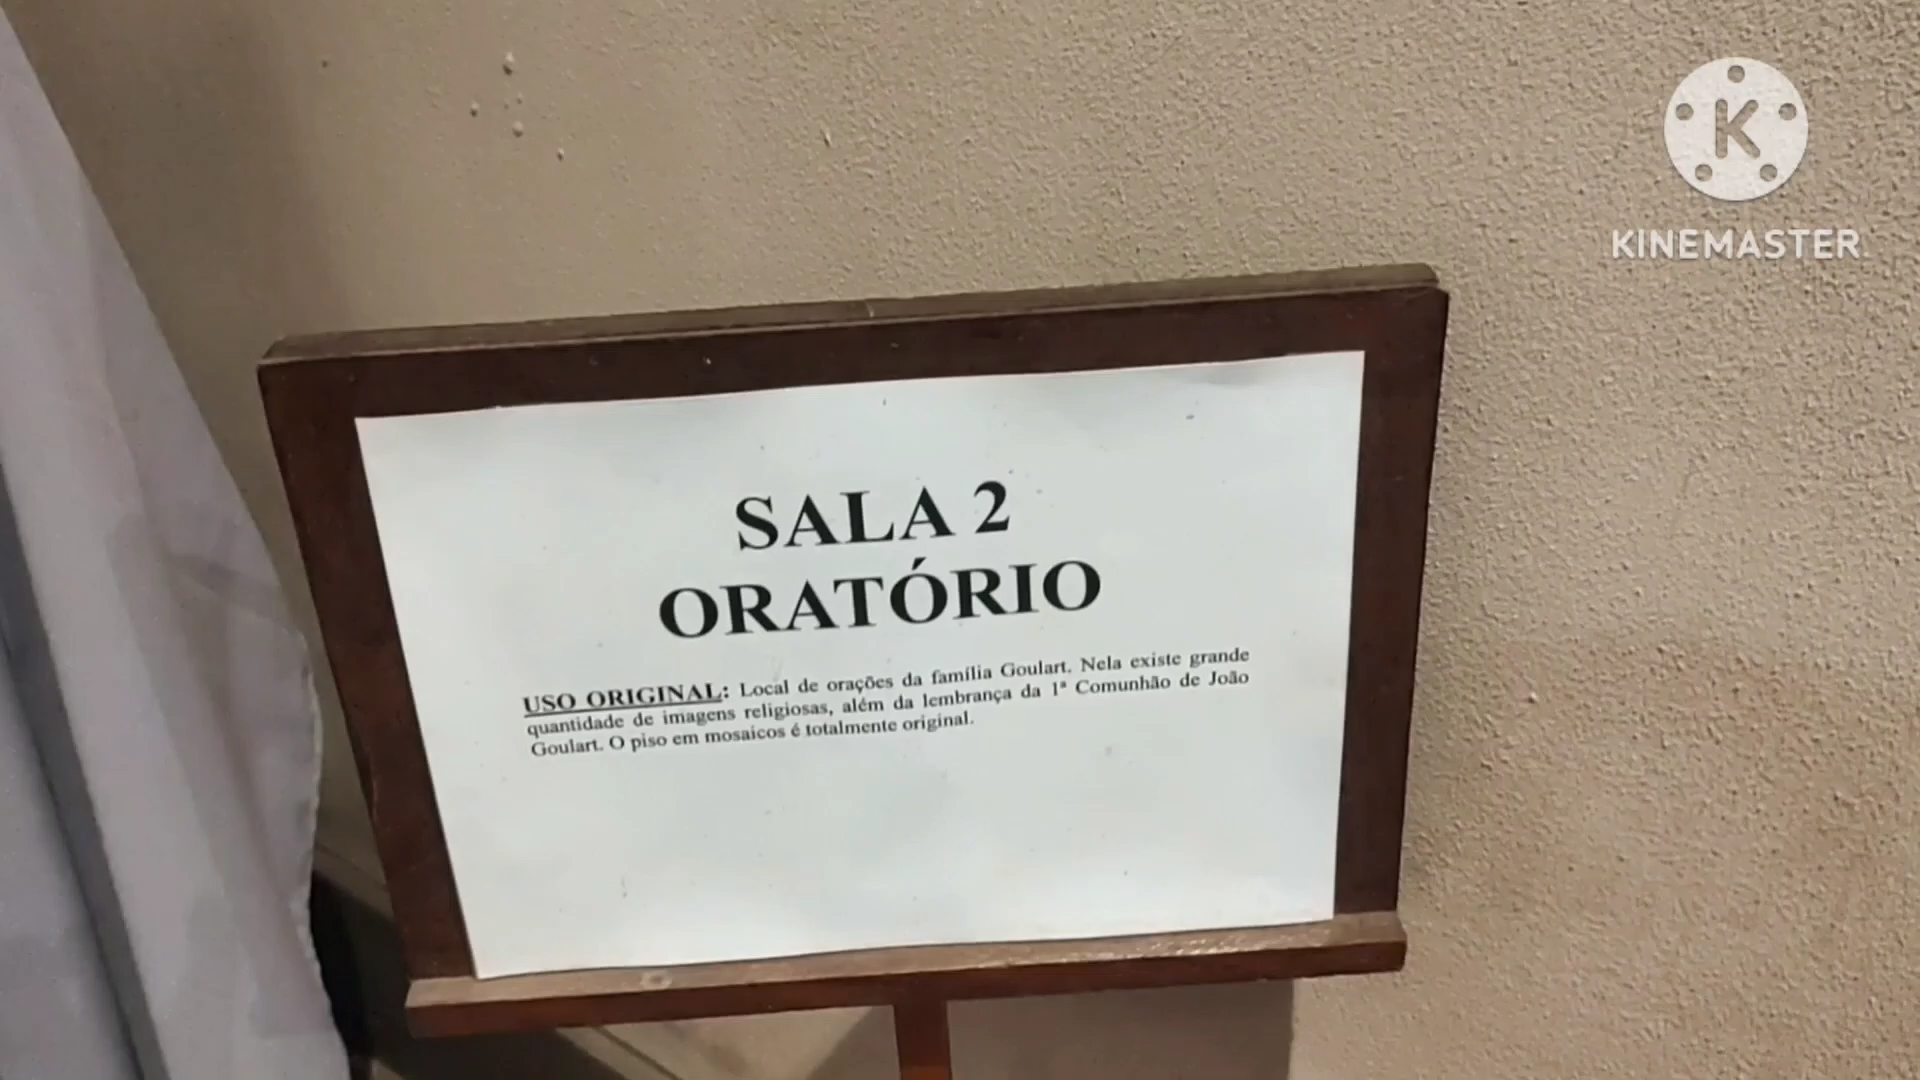 K
KINEMASTER
SALA 2
ORATÓRIO
USO ORIGINAL: Local de orações da família Goulart. Nela existe grande
quantidade de imagens religiosas, além da lembrança da 1ª Comunhão de João
Goulart. O piso em mosaicos é totalmente original.